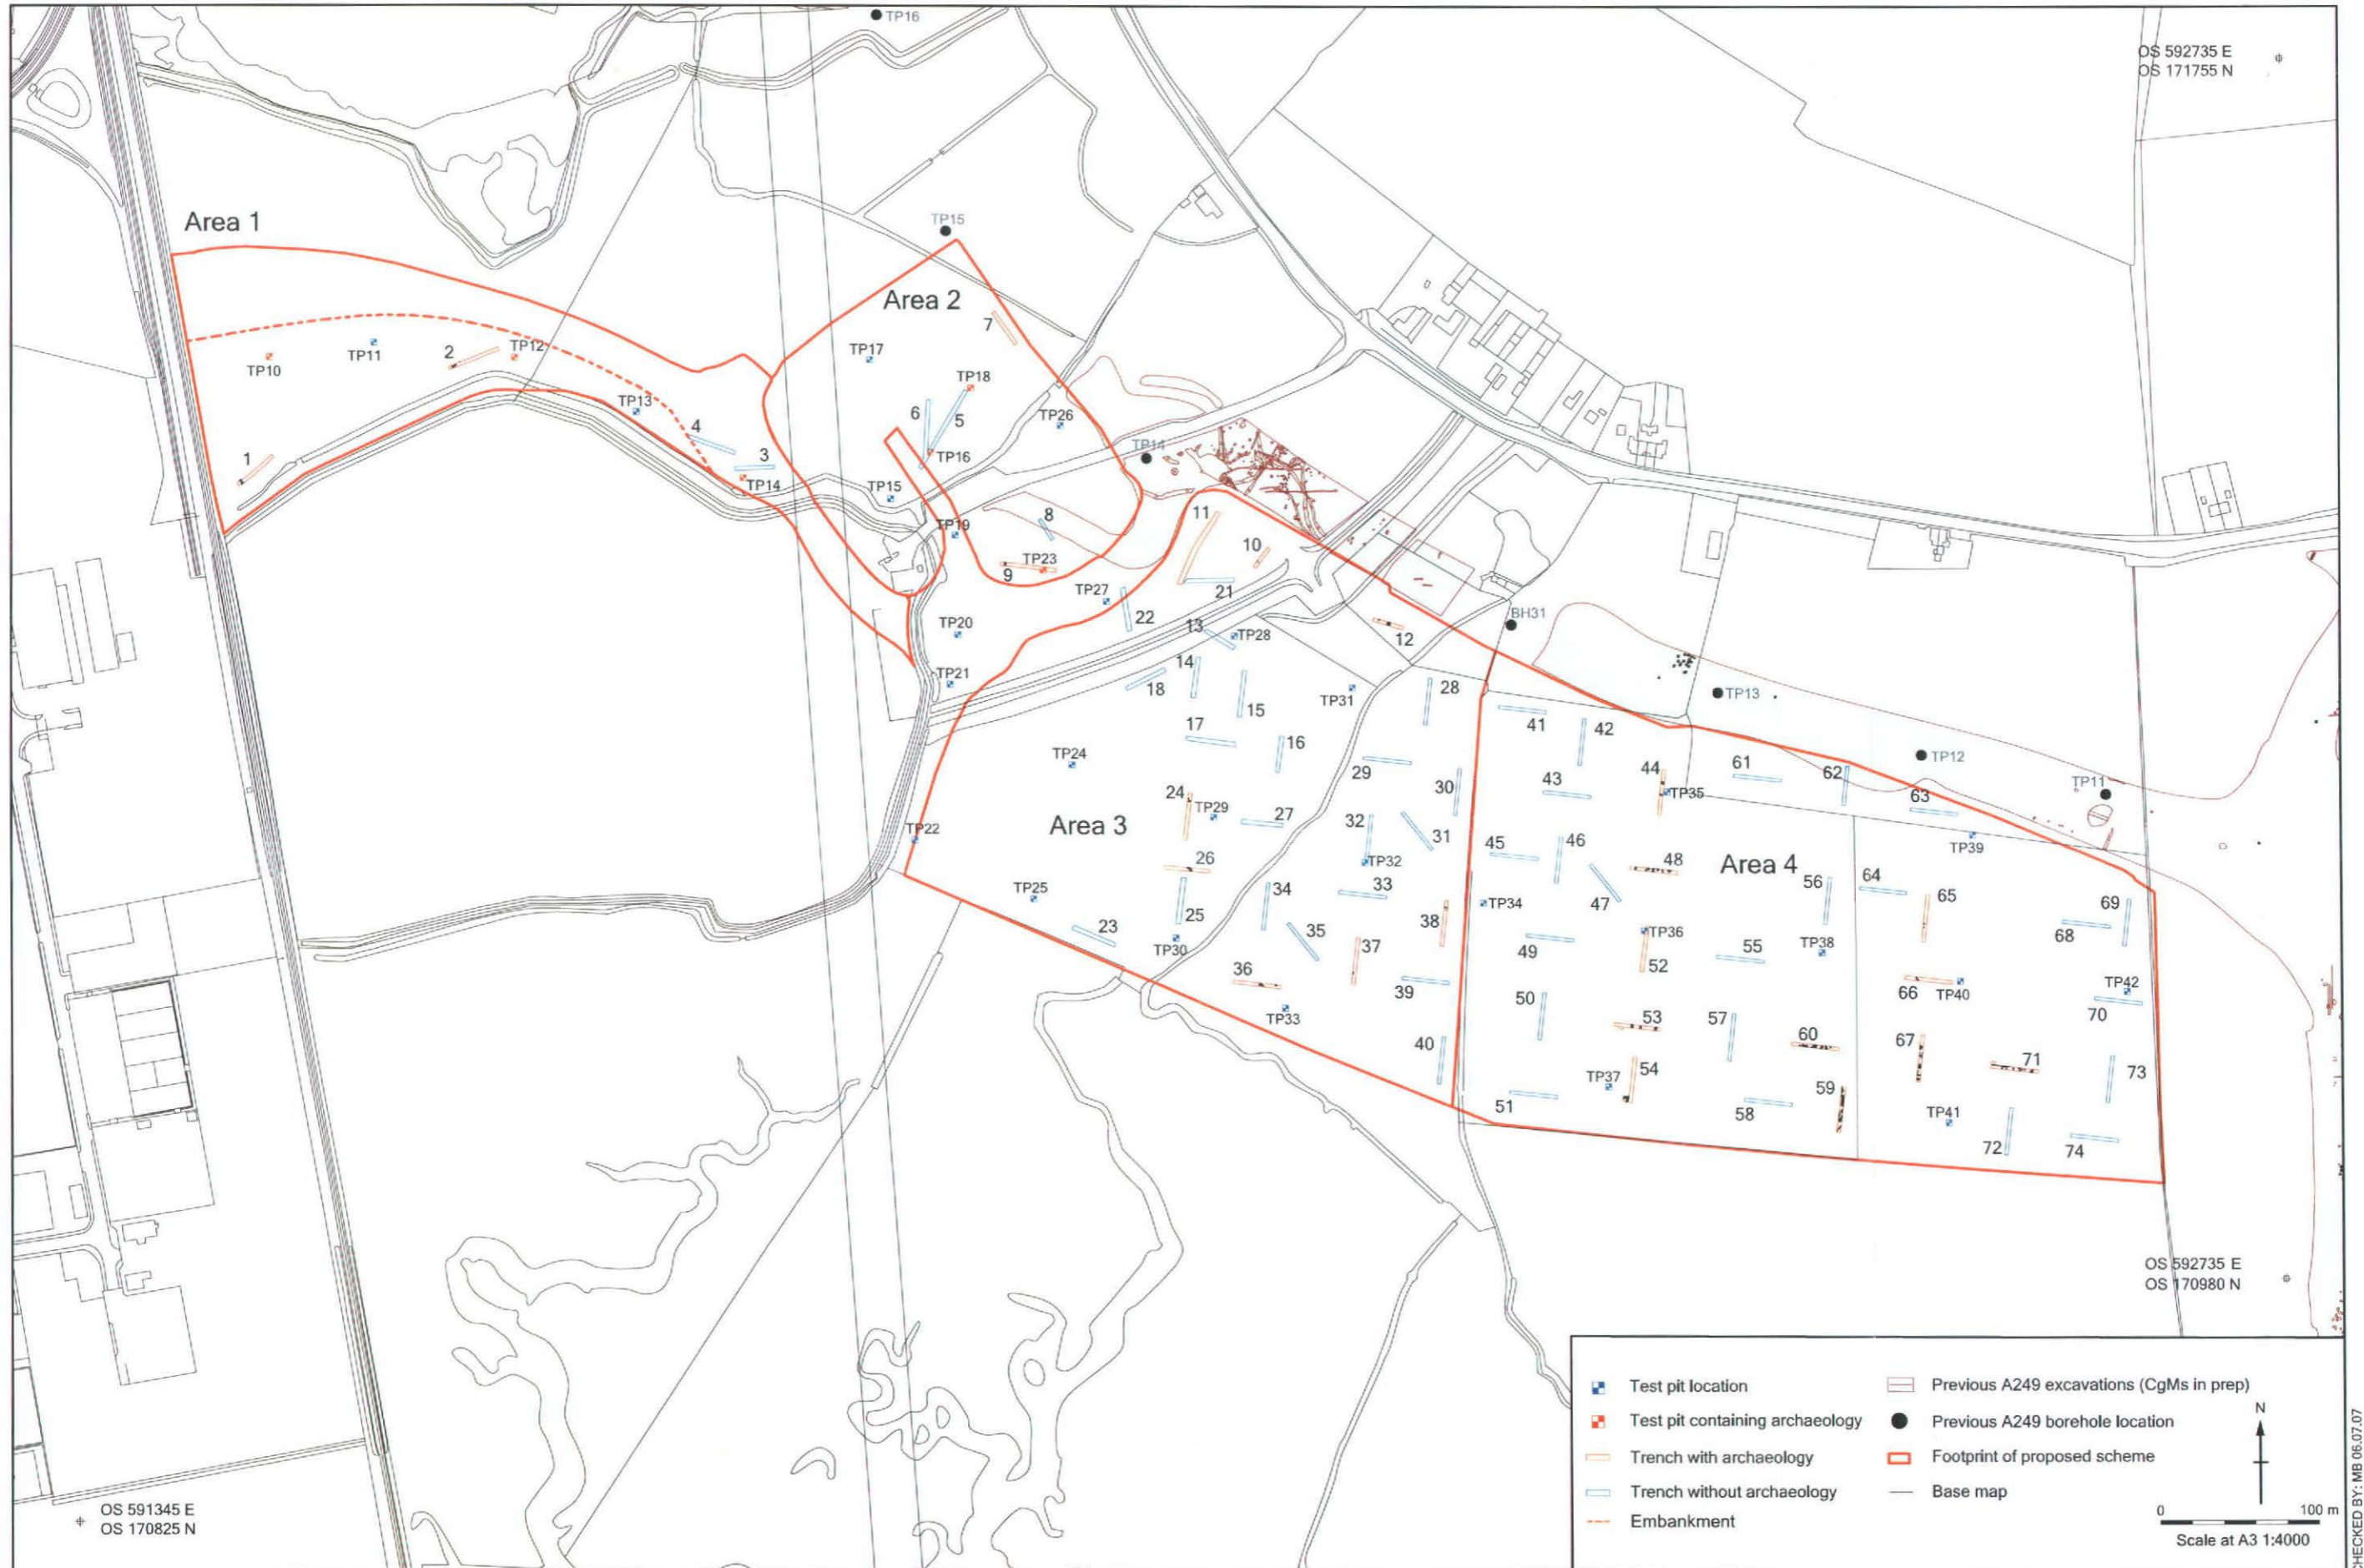 TP16
OS 592735 E
OS 171755 N
Area 1
TP15
Area 2
7
TP10
TP11
2
TP12
TP17
TP18
TP13
6
5
TP26
4
3
TP16
TP14
1
TP14
TP15
TP19
8
11
10
9
TP23
TP27
21
22
12
BH31
TP20
13
TP28
14
TP21
18
TP31
28
TP13
15
41
42
17
16
TP24
29
44
61
62
TP12
30
43
TP35
TP11
24
TP29
63
27
Area 3
TP22
32
31
46
45
TP39
26
TP32
48
Area 4
56
64
TP25
34
33
TP34
47
65
69
25
38
23
TP30
35
37
49
TP36
55
TP38
68
52
36
39
50
66
TP40
TP42
70
TP33
53
57
60
67
40
71
TP37
54
59
73
51
58
TP41
72
74
OS 592735 E
OS 170980 N
Test pit location
Test pit containing archaeology
Trench with archaeology
Trench without archaeology
Embankment
Previous A249 excavations (CgMs in prep)
Previous A249 borehole location
Footprint of proposed scheme
Base map
N
0 100 m
Scale at A3 1:4000
OS 591345 E
OS 170825 N
CHECKED BY: MB 06.07.07